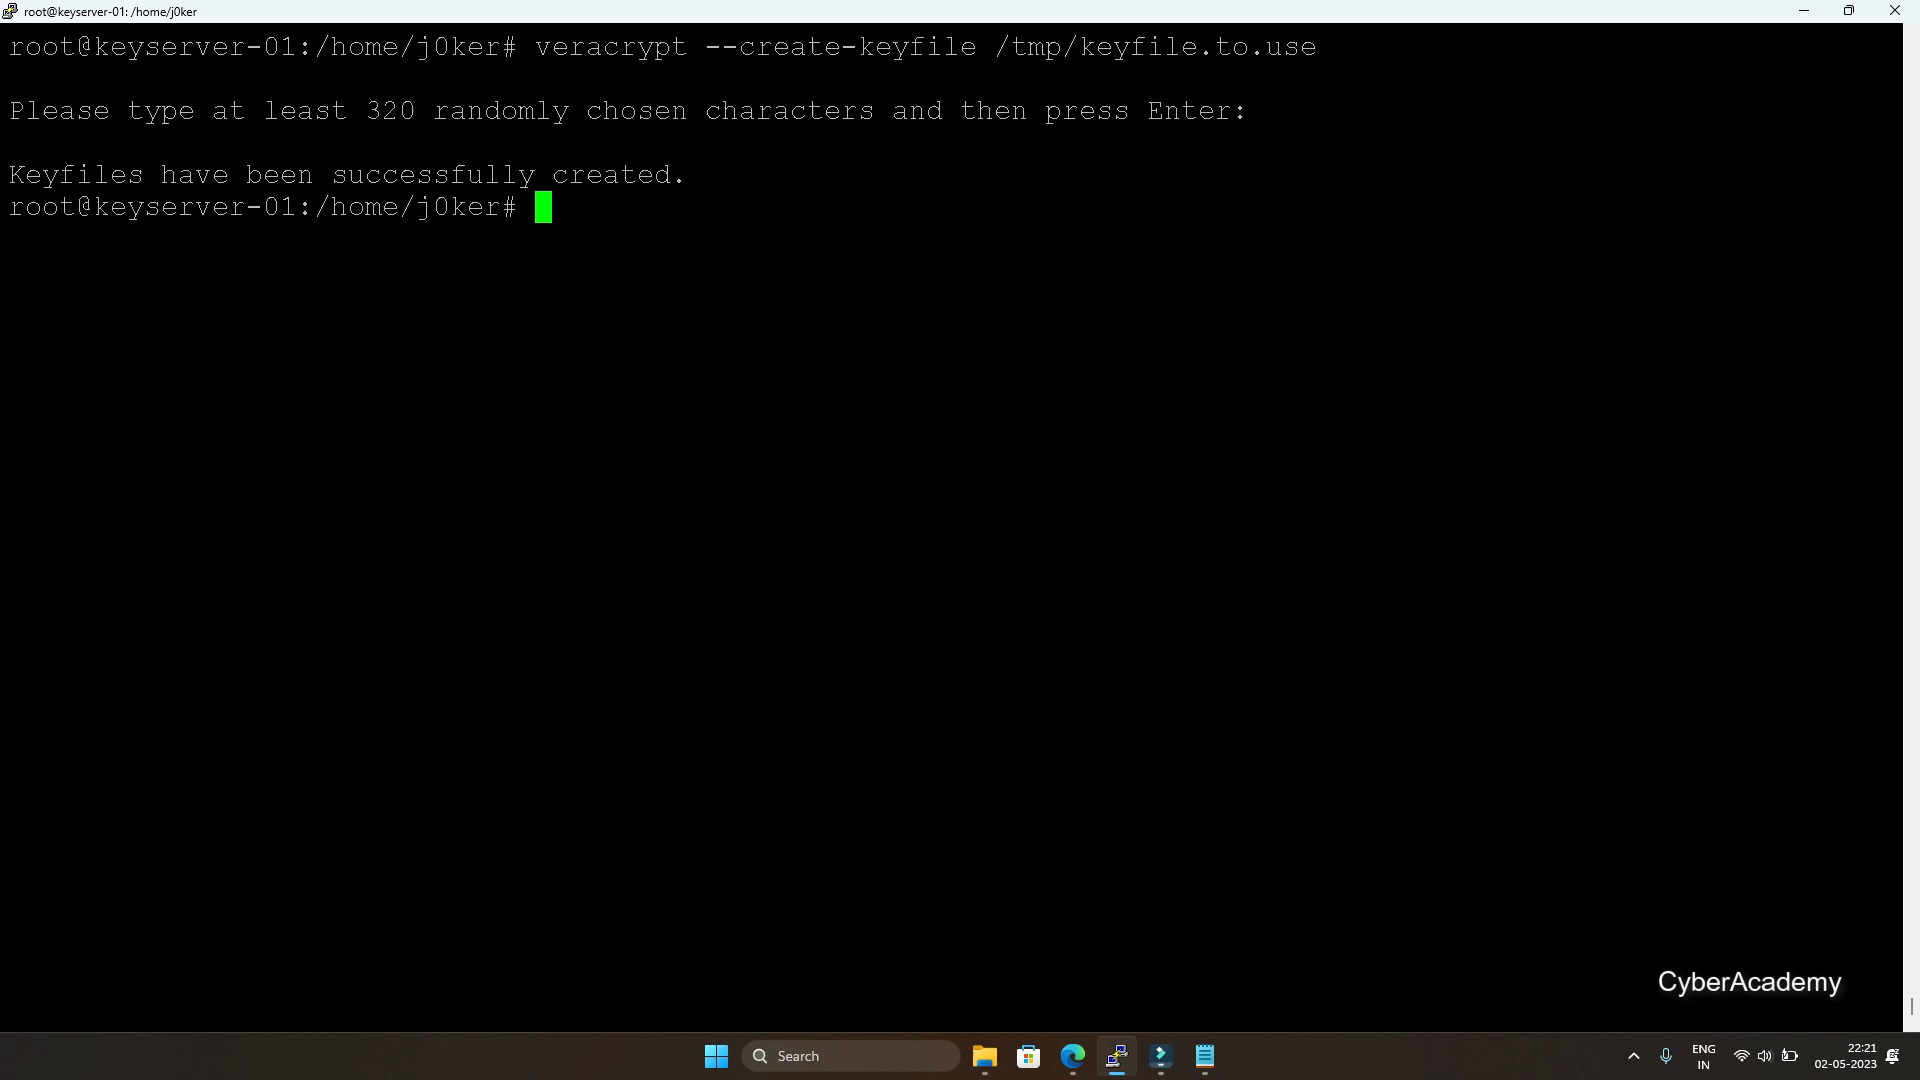 root@keyserver-01: /home/j0ker
root@keyserver-01:/home/j0ker# veracrypt --create-keyfile /tmp/keyfile.to.use
Please type at least 320 randomly chosen characters and then press Enter:
Keyfiles have been successfully created.
root@keyserver-01:/home/j0ker#
CyberAcademy
Search
ENG
IN
22:21
02-05-2023